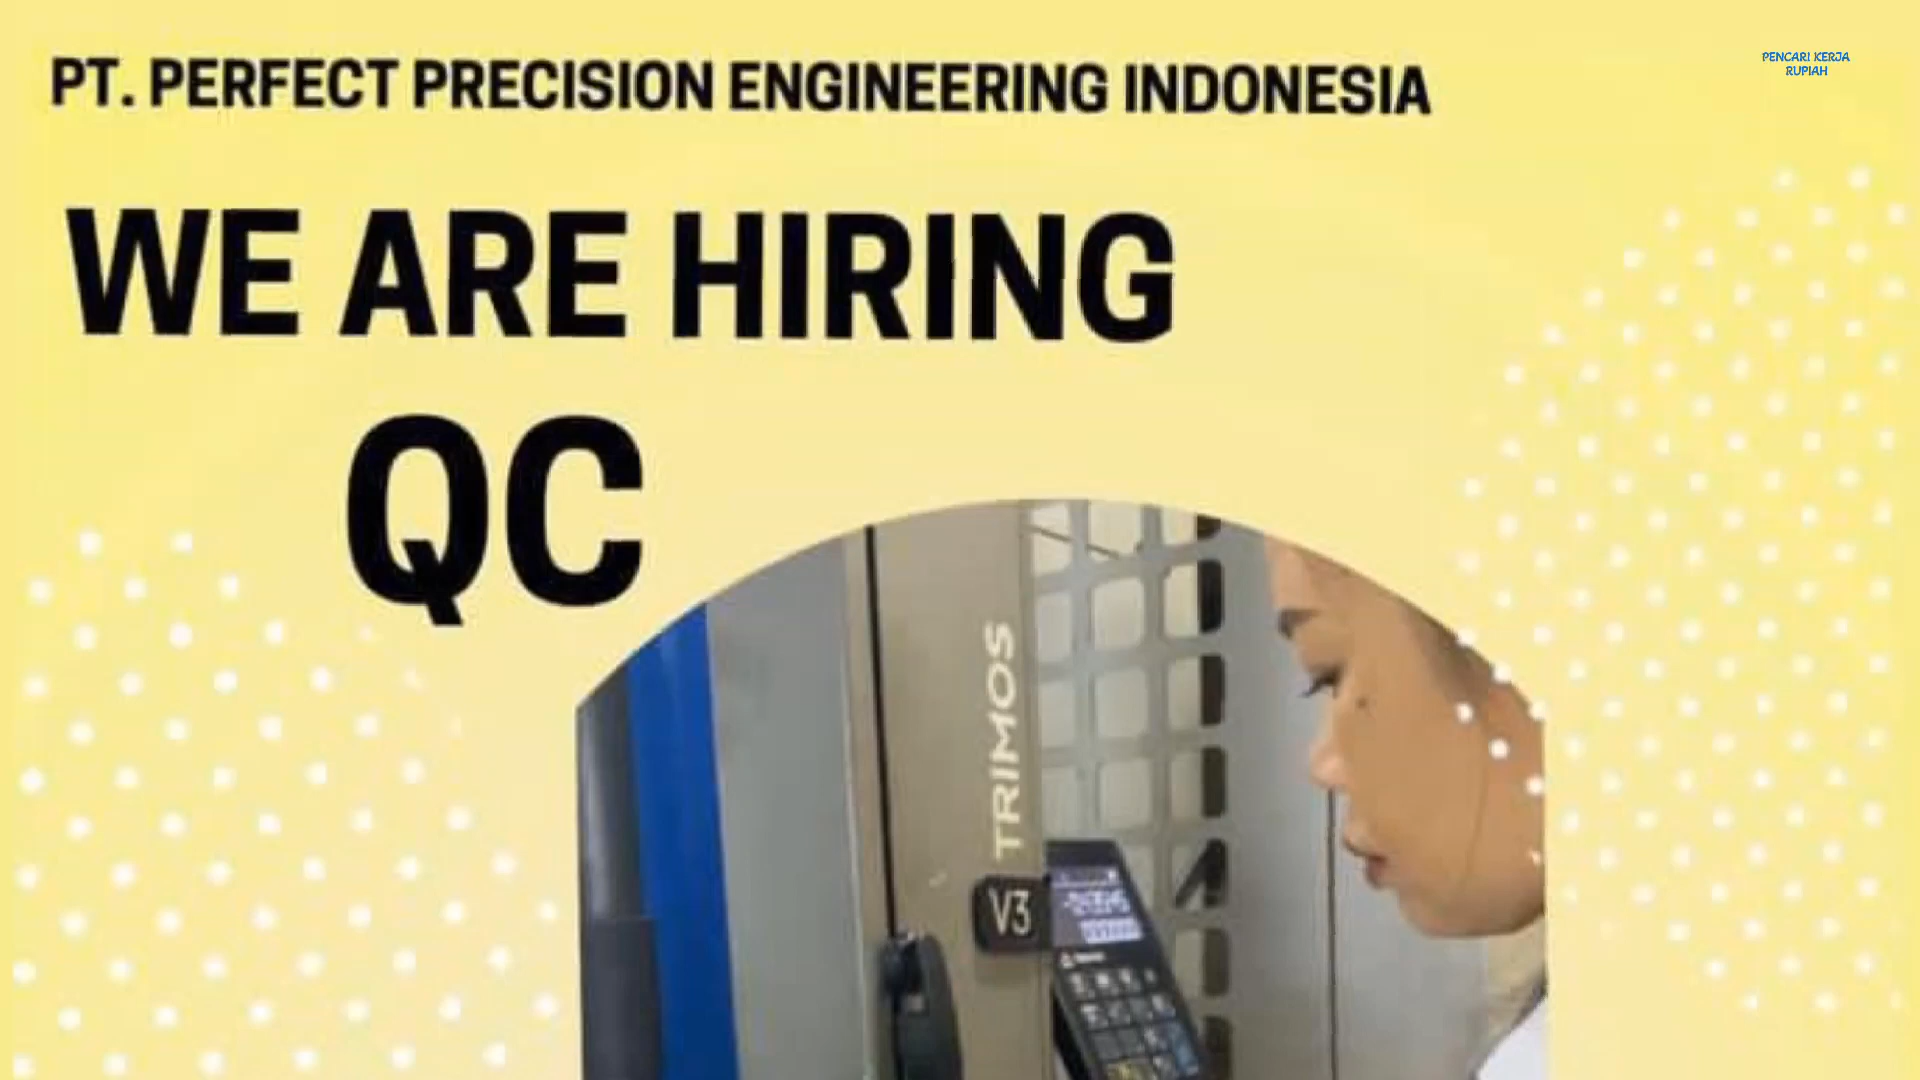 PT. PERFECT PRECISION ENGINEERING INDONESIA
PENCARI KERJA
RUPIAH
WE ARE HIRING
QC
TRIMOS
V3